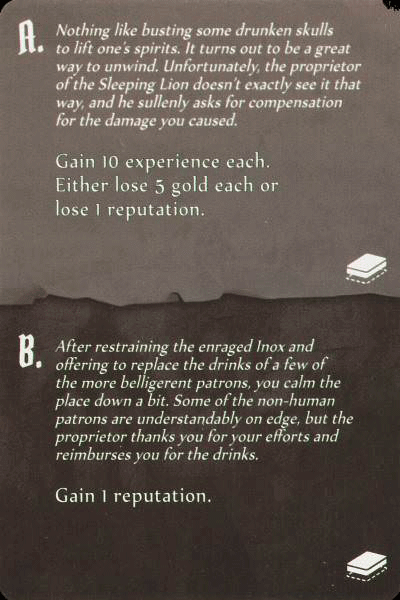 A.
Nothing like busting some drunken skulls
to lift one's spirits. It turns out to be a great
way to unwind. Unfortunately, the proprietor
of the Sleeping Lion doesn't exactly see it that
way, and he sullenly asks for compensation
for the damage you caused.
Gain 10 experience each.
Either lose 5 gold each or
lose 1 reputation.
B.
After restraining the enraged Inox and
offering to replace the drinks of a few of
the more belligerent patrons, you calm the
place down a bit. Some of the non-human
patrons are understandably on edge, but the
proprietor thanks you for your efforts and
reimburses you for the drinks.
Gain 1 reputation.